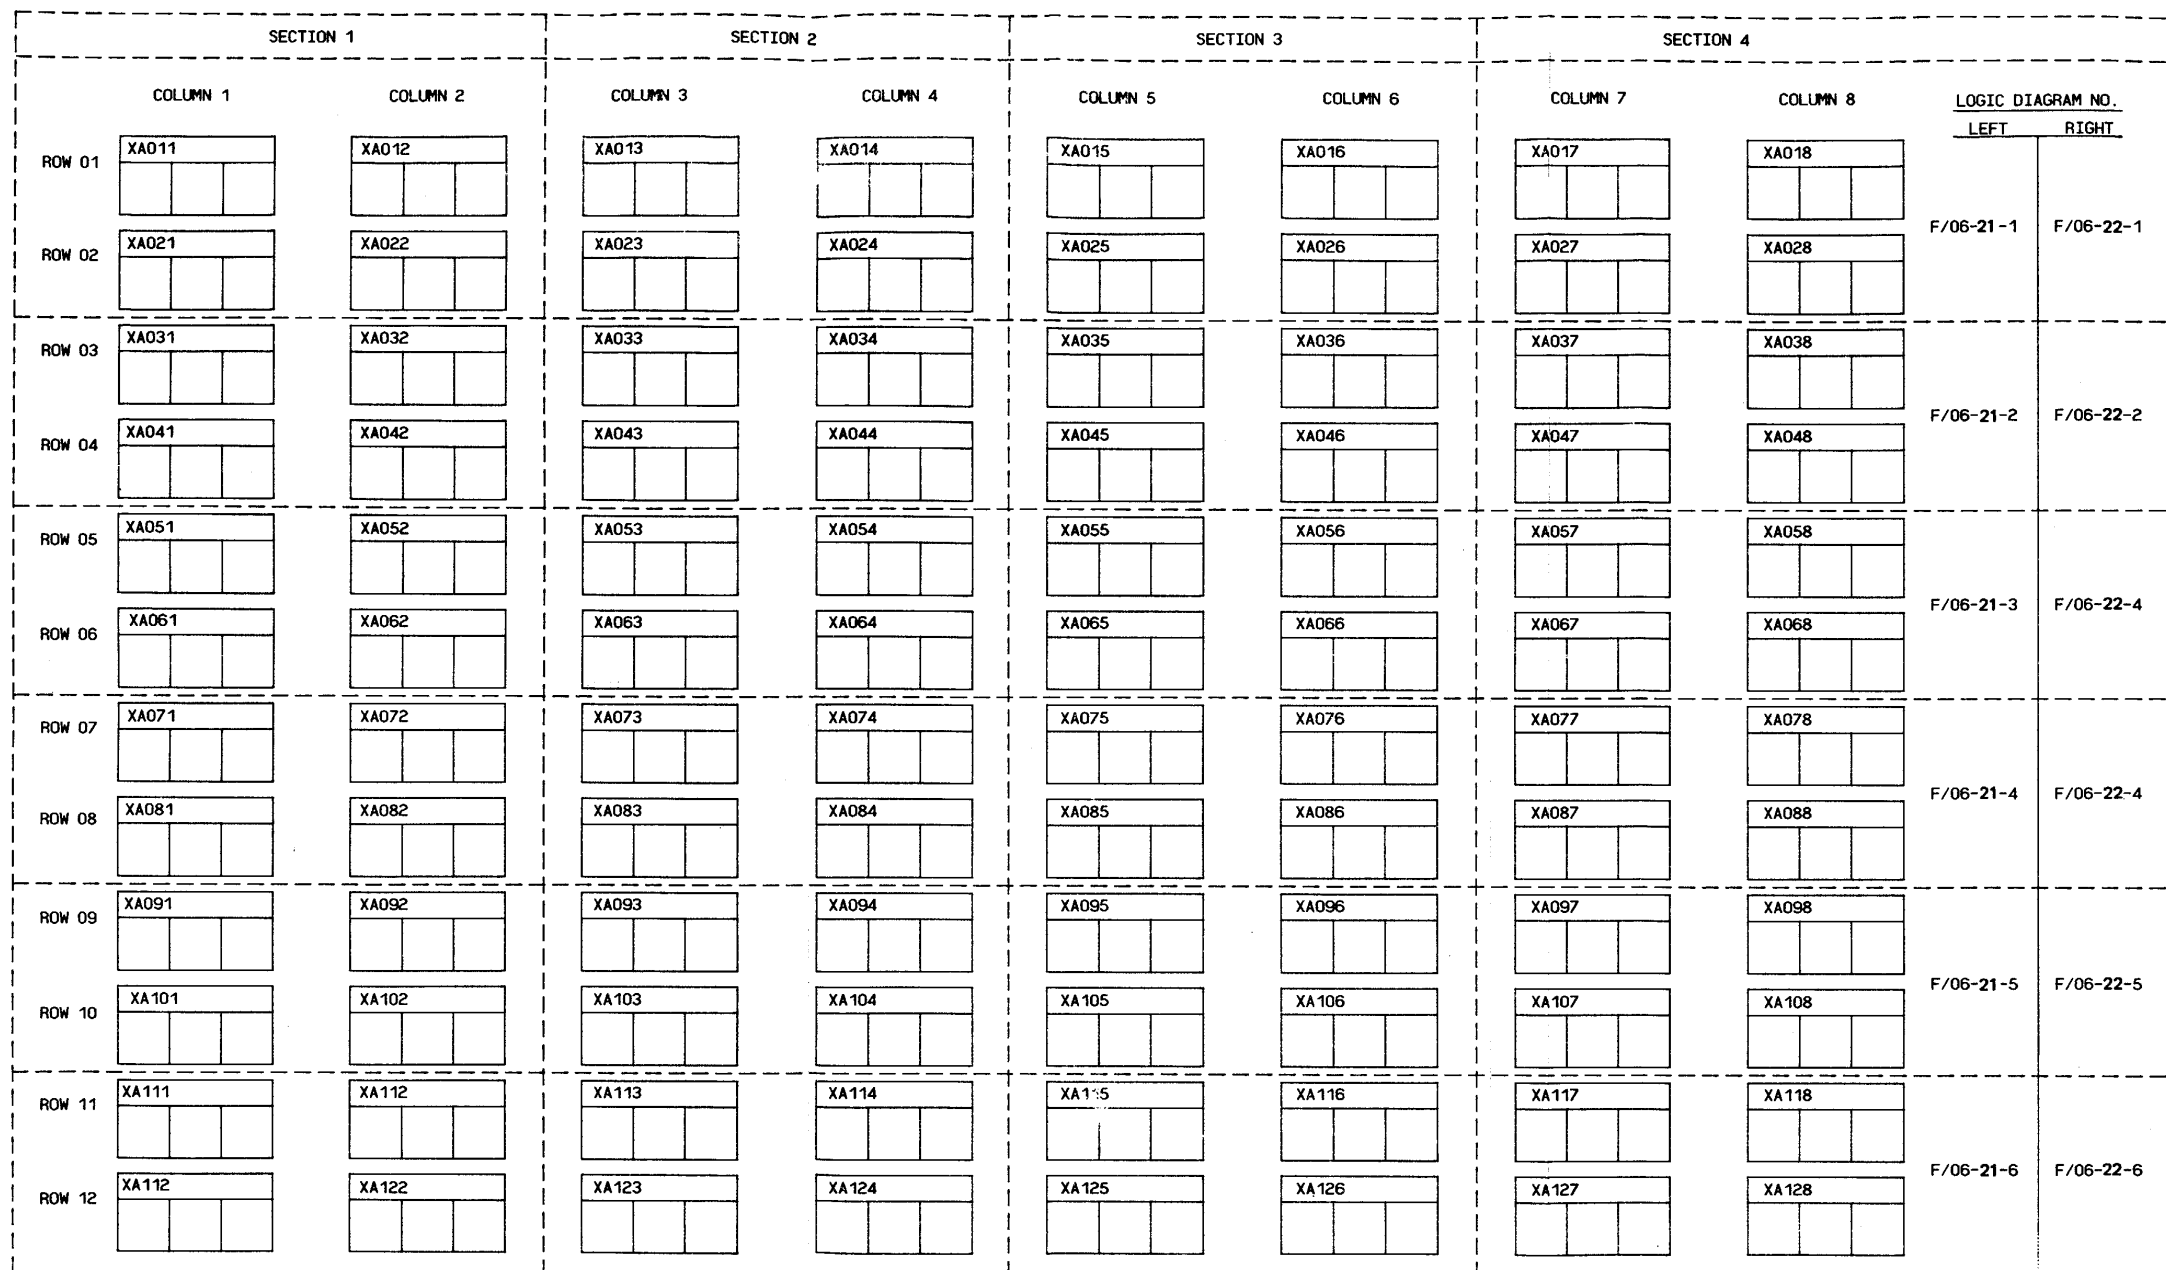 SECTION 1 SECTION 2 SECTION 3 SECTION 4
COLUMN 1 COLUMN 2 COLUMN 3 COLUMN 4 COLUMN 5 COLUMN 6 COLUMN 7 COLUMN 8 LOGIC DIAGRAM NO.
LEFT RIGHT
ROW 01 XA011 XA012 XA013 XA014 XA015 XA016 XA017 XA018
F/06-21-1 F/06-22-1
ROW 02 XA021 XA022 XA023 XA024 XA025 XA026 XA027 XA028
ROW 03 XA031 XA032 XA033 XA034 XA035 XA036 XA037 XA038
F/06-21-2 F/06-22-2
ROW 04 XA041 XA042 XA043 XA044 XA045 XA046 XA047 XA048
ROW 05 XA051 XA052 XA053 XA054 XA055 XA056 XA057 XA058
F/06-21-3 F/06-22-4
ROW 06 XA061 XA062 XA063 XA064 XA065 XA066 XA067 XA068
ROW 07 XA071 XA072 XA073 XA074 XA075 XA076 XA077 XA078
F/06-21-4 F/06-22-4
ROW 08 XA081 XA082 XA083 XA084 XA085 XA086 XA087 XA088
ROW 09 XA091 XA092 XA093 XA094 XA095 XA096 XA097 XA098
F/06-21-5 F/06-22-5
ROW 10 XA101 XA102 XA103 XA104 XA105 XA106 XA107 XA108
ROW 11 XA111 XA112 XA113 XA114 XA115 XA116 XA117 XA118
F/06-21-6 F/06-22-6
ROW 12 XA112 XA122 XA123 XA124 XA125 XA126 XA127 XA128